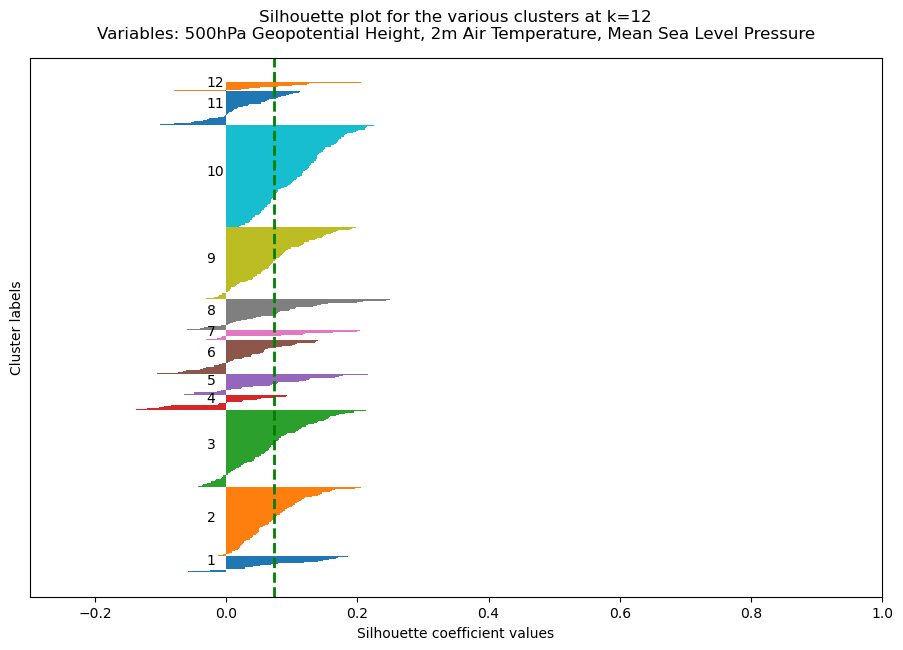 Silhouette plot for the various clusters at k=12
Variables: 500hPa Geopotential Height, 2m Air Temperature, Mean Sea Level Pressure
12
11
10
9
8
7
6
5
4
3
2
1
Cluster labels
−0.2 0.0 0.2 0.4 0.6 0.8 1.0
Silhouette coefficient values